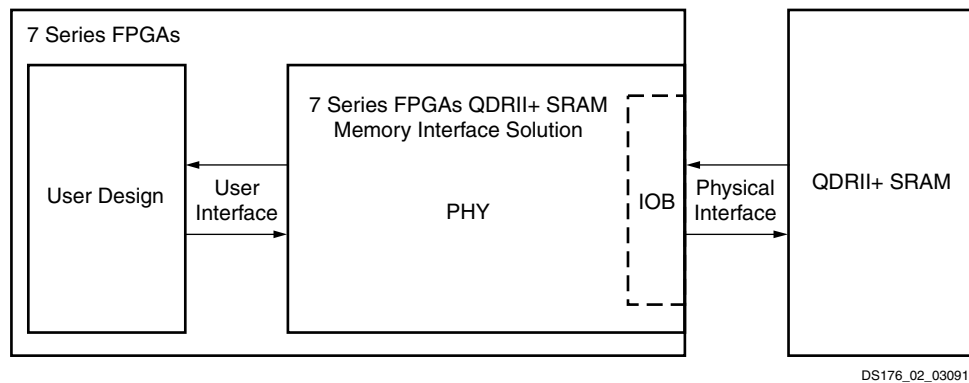 7 Series FPGAs
7 Series FPGAs QDRII+ SRAM
Memory Interface Solution
User Design
User
Interface
PHY
IOB
Physical
Interface
QDRII+ SRAM
DS176_02_03091